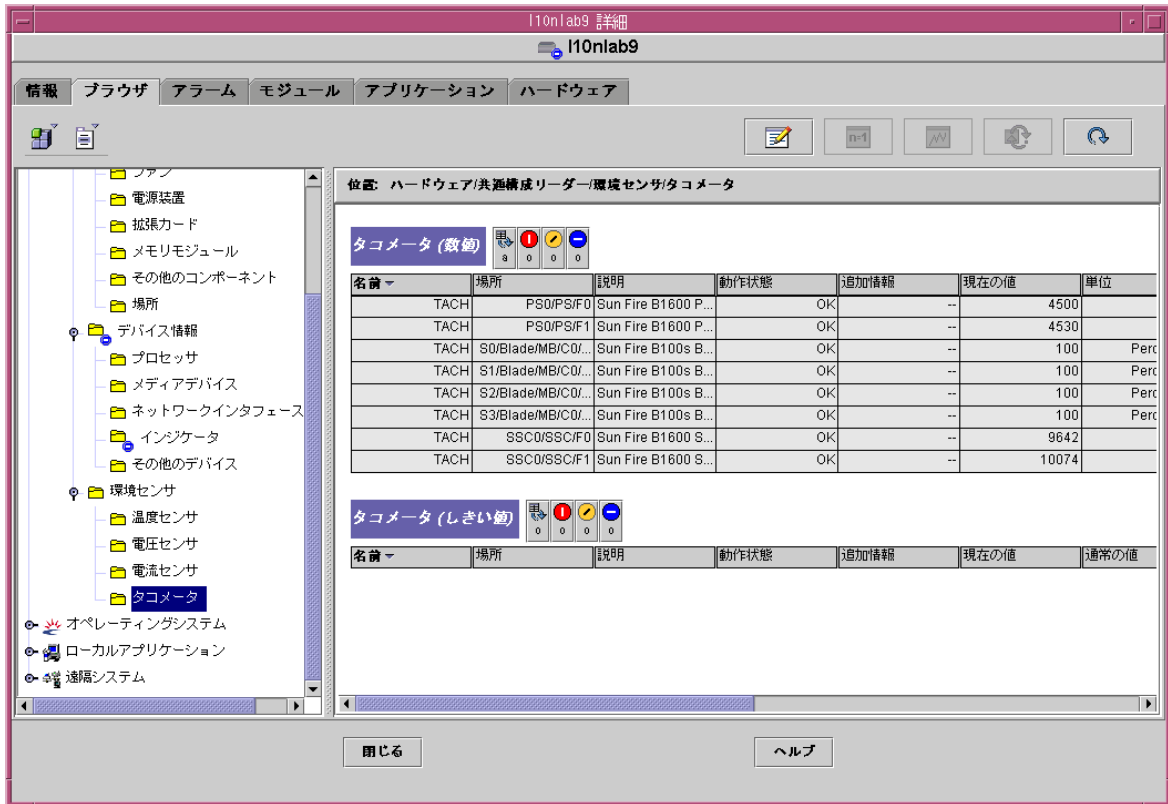 l10nlab9 詳細
l10nlab9
情報 ブラウザ アラーム モジュール アプリケーション ハードウェア
n=1
ファン
電源装置
拡張カード
メモリモジュール
その他のコンポーネント
場所
デバイス情報
プロセッサ
メディアデバイス
ネットワークインタフェース
インジケータ
その他のデバイス
環境センサ
温度センサ
電圧センサ
電流センサ
タコメータ
オペレーティングシステム
ローカルアプリケーション
遠隔システム
位置: ハードウェア/共通構成リーダー/環境センサ/タコメータ
タコメータ (数値) 8 0 0 0
名前 場所 説明 動作状態 追加情報 現在の値 単位
TACH PS0/PS/F0 Sun Fire B1600 P... OK -- 4500
TACH PS0/PS/F1 Sun Fire B1600 P... OK -- 4530
TACH S0/Blade/MB/C0/... Sun Fire B100s B... OK -- 100 Perc
TACH S1/Blade/MB/C0/... Sun Fire B100s B... OK -- 100 Perc
TACH S2/Blade/MB/C0/... Sun Fire B100s B... OK -- 100 Perc
TACH S3/Blade/MB/C0/... Sun Fire B100s B... OK -- 100 Perc
TACH SSC0/SSC/F0 Sun Fire B1600 S... OK -- 9642
TACH SSC0/SSC/F1 Sun Fire B1600 S... OK -- 10074
タコメータ (しきい値) 0 0 0 0
名前 場所 説明 動作状態 追加情報 現在の値 通常の値
閉じる ヘルプ